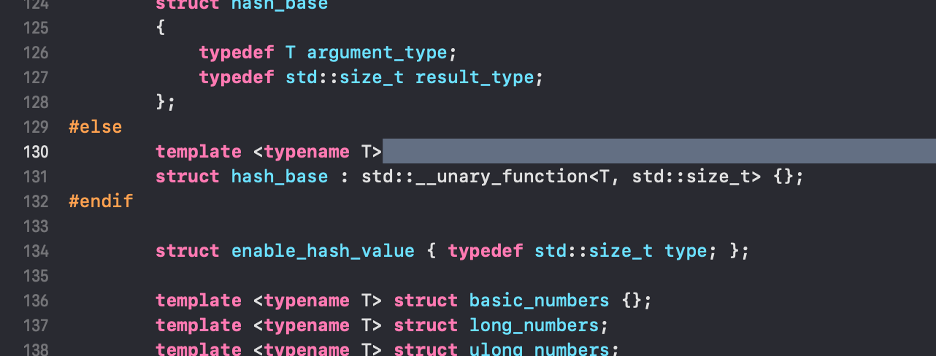 124 struct hash_base
125 {
126 typedef T argument_type;
127 typedef std::size_t result_type;
128 };
129 #else
130 template <typename T>
131 struct hash_base : std::__unary_function<T, std::size_t> {};
132 #endif
133
134 struct enable_hash_value { typedef std::size_t type; };
135
136 template <typename T> struct basic_numbers {};
137 template <typename T> struct long_numbers;
138 template <typename T> struct ulong_numbers;